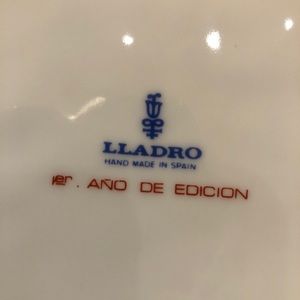 LLADRO
HAND MADE IN SPAIN
1er. AÑO DE EDICION